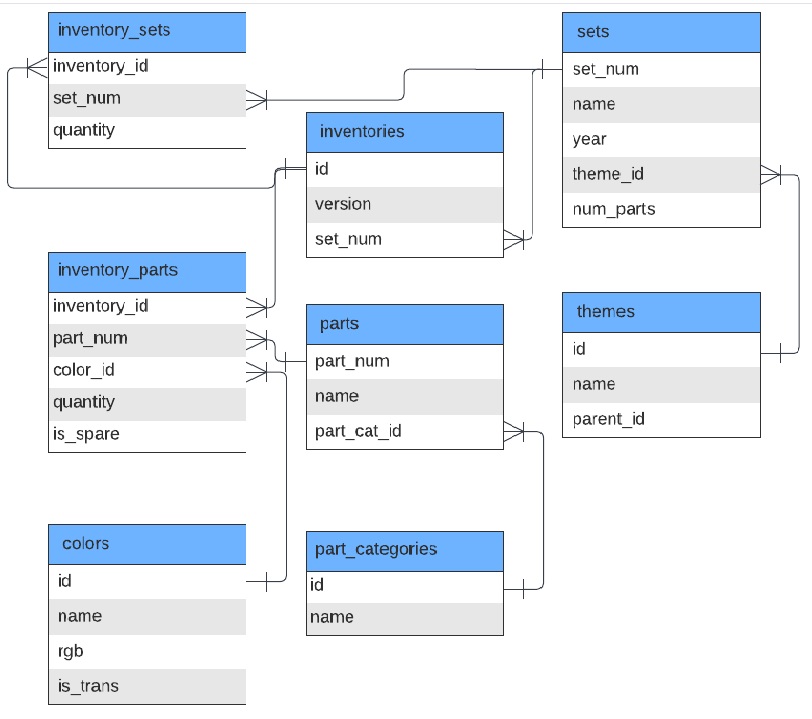 inventory_sets
inventory_id
set_num
quantity
sets
set_num
name
year
theme_id
num_parts
inventories
id
version
set_num
inventory_parts
inventory_id
part_num
color_id
quantity
is_spare
parts
part_num
name
part_cat_id
themes
id
name
parent_id
colors
id
name
rgb
is_trans
part_categories
id
name